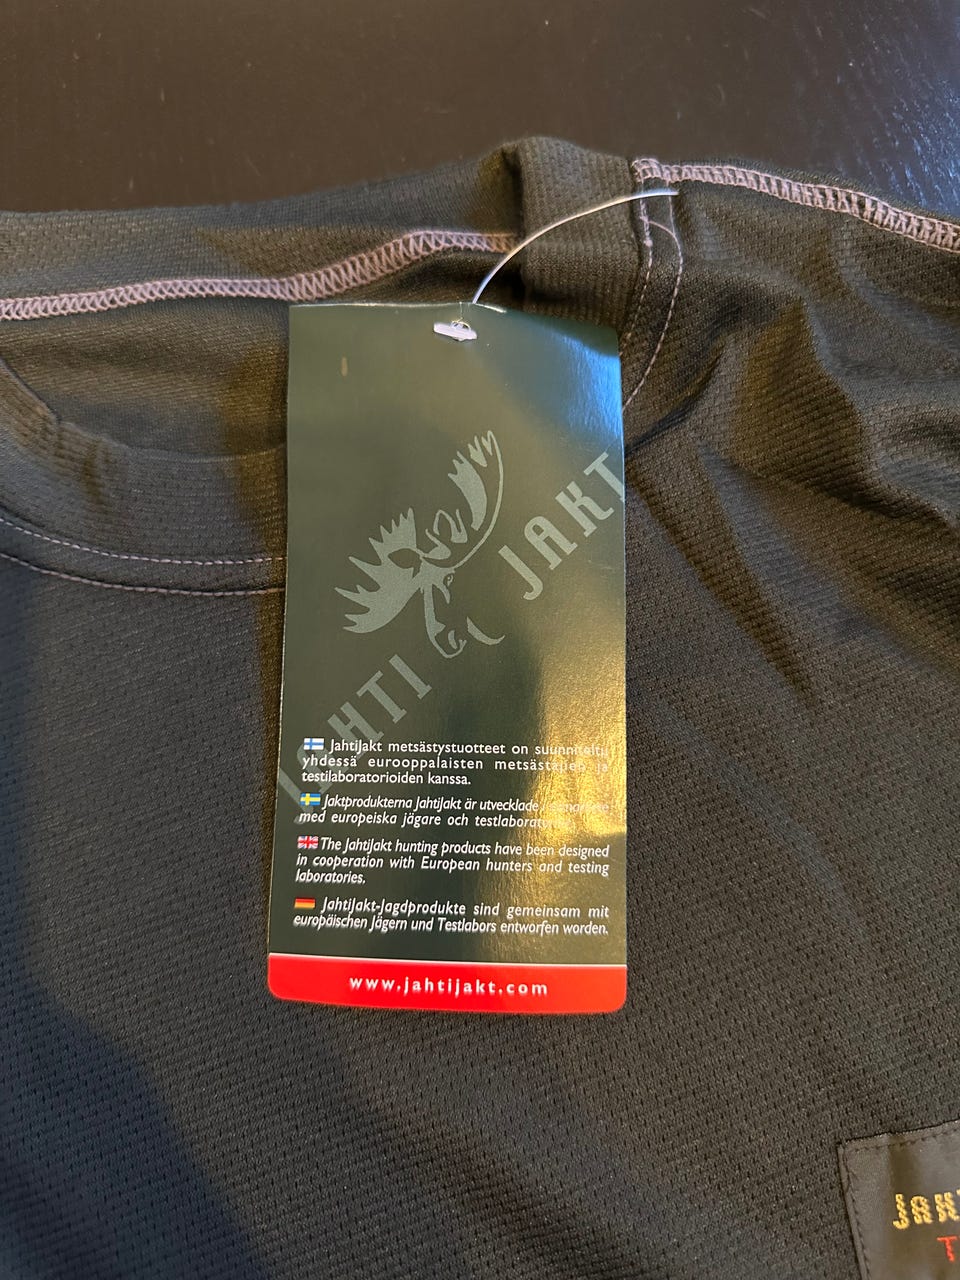 JAHTI JAKT
JahtiJakt metsästystuotteet on suunniteltu
yhdessä eurooppalaisten metsästäjien ja
testilaboratorioiden kanssa.
Jaktprodukterna JahtiJakt är utvecklade
med europeiska jägare och
The JahtiJakt hunting products have been designed
in cooperation with European hunters and testing
laboratories.
JahtiJakt-Jagdprodukte sind gemeinsam mit
europäischen Jägern und Testlabors entworfen worden.
www.jahtijakt.com